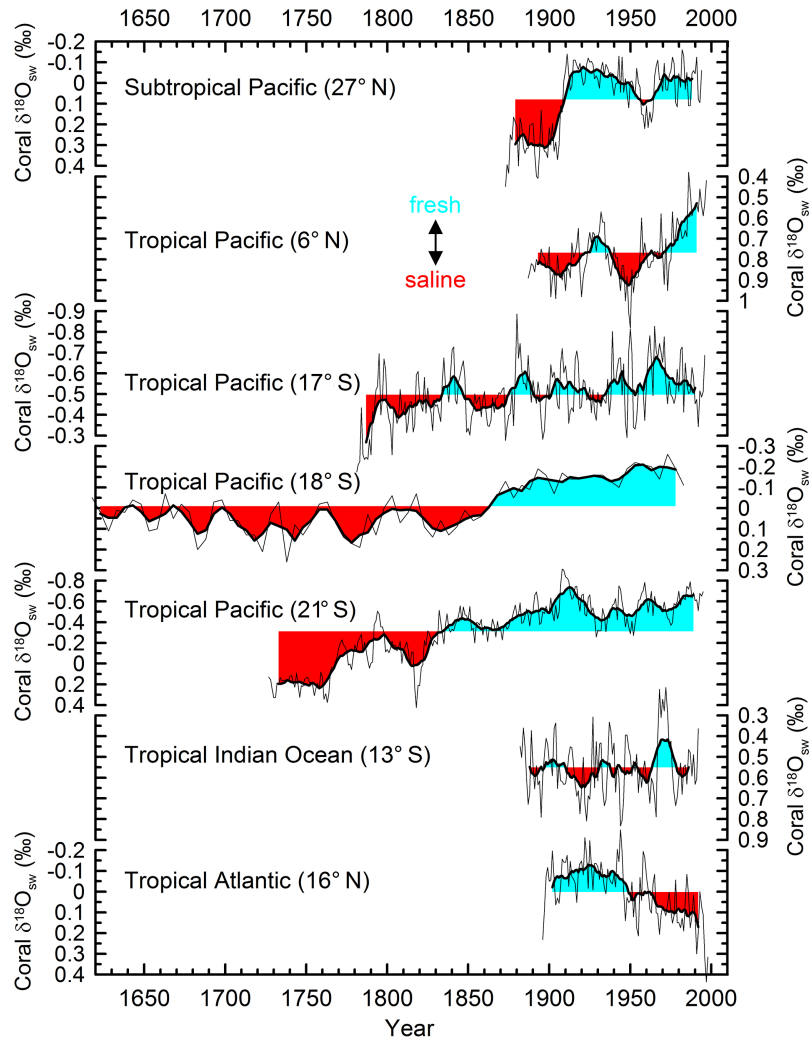 1650 1700 1750 1800 1850 1900 1950 2000
-0.2
-0.1
0
0.1
0.2
0.3
0.4
Coral δ¹⁸O_sw (‰)
Subtropical Pacific (27° N)
0.4
0.5
0.6
0.7
0.8
0.9
1
Coral δ¹⁸O_sw (‰)
Tropical Pacific (6° N)
fresh
saline
-0.9
-0.8
-0.7
-0.6
-0.5
-0.4
-0.3
Coral δ¹⁸O_sw (‰)
Tropical Pacific (17° S)
-0.3
-0.2
-0.1
0
0.1
0.2
0.3
Coral δ¹⁸O_sw (‰)
Tropical Pacific (18° S)
-0.8
-0.6
-0.4
-0.2
0
0.2
0.4
Coral δ¹⁸O_sw (‰)
Tropical Pacific (21° S)
0.3
0.4
0.5
0.6
0.7
0.8
0.9
Coral δ¹⁸O_sw (‰)
Tropical Indian Ocean (13° S)
-0.2
-0.1
0
0.1
0.2
0.3
0.4
Coral δ¹⁸O_sw (‰)
Tropical Atlantic (16° N)
1650 1700 1750 1800 1850 1900 1950 2000
Year